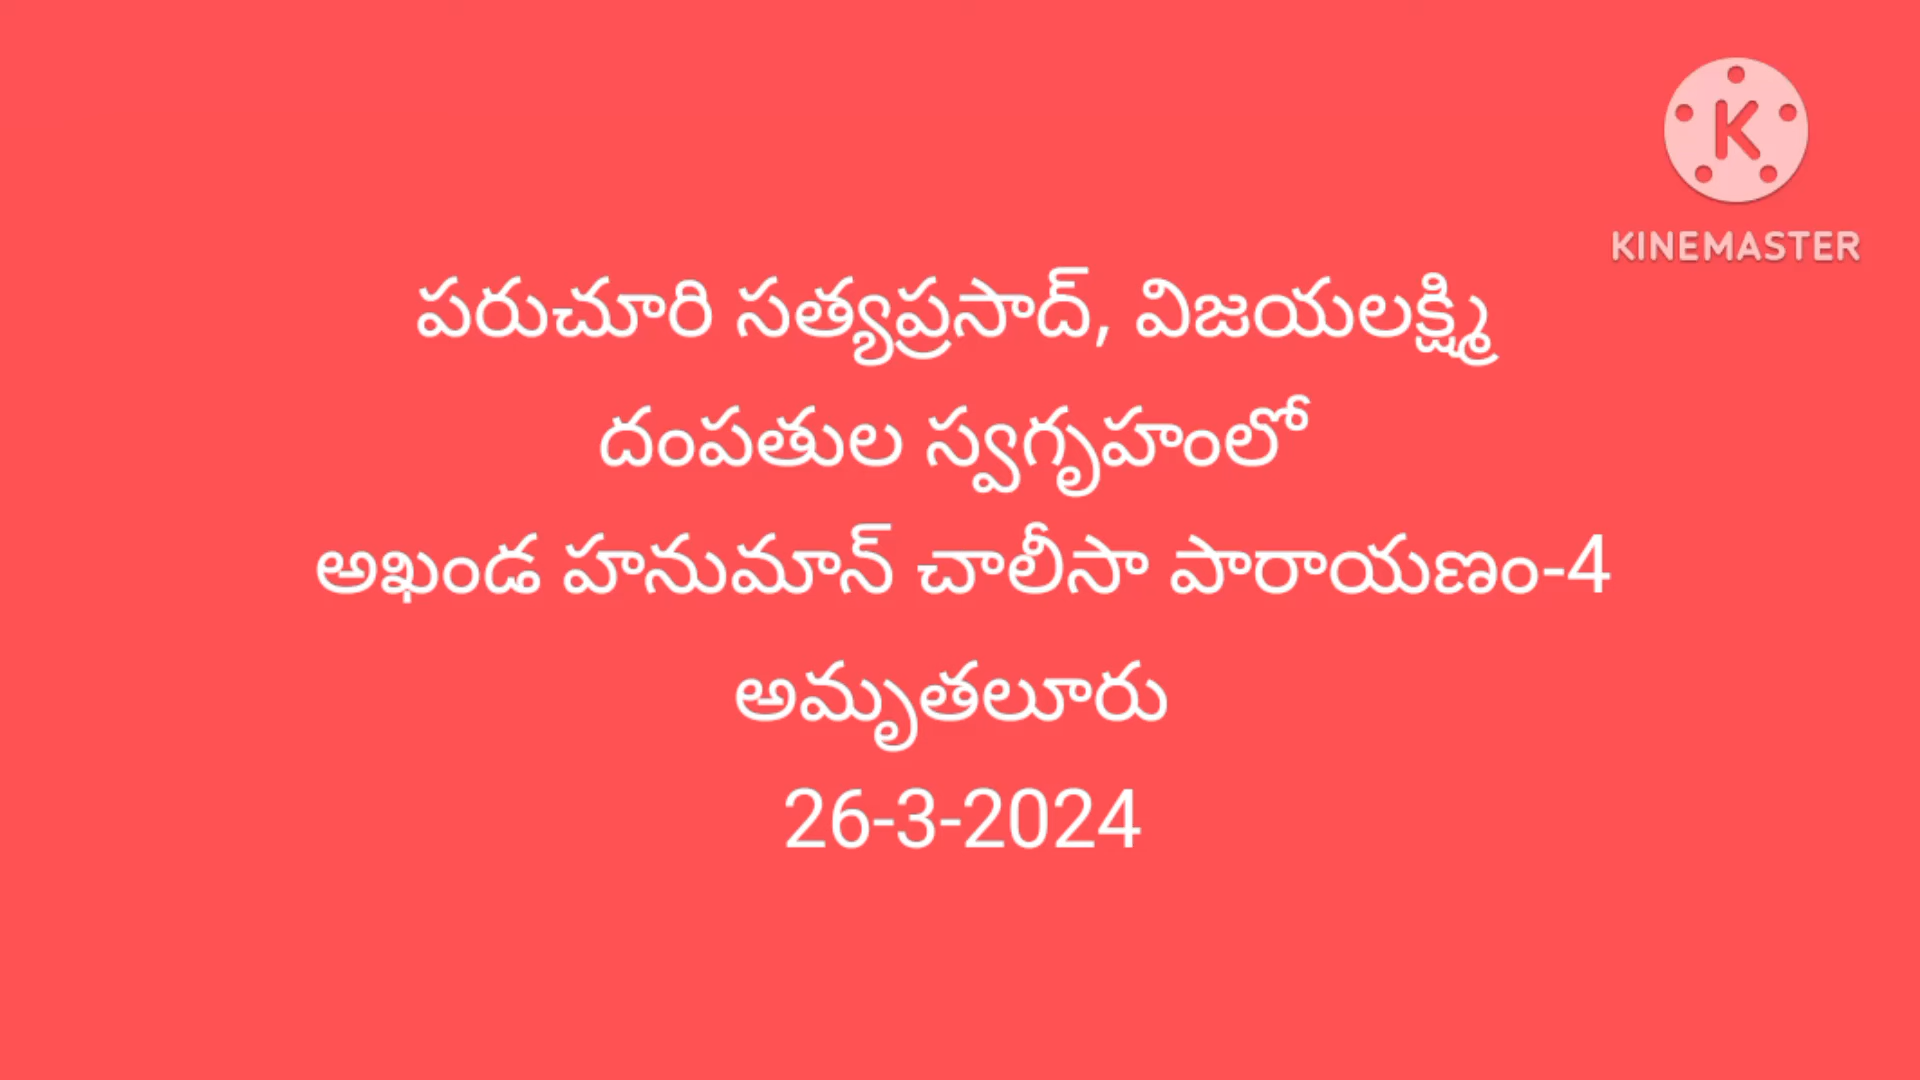 KINEMASTER
పరుచూరి సత్యప్రసాద్, విజయలక్ష్మి
దంపతుల స్వగృహంలో
అఖండ హనుమాన్ చాలీసా పారాయణం-4
అమృతలూరు
26-3-2024